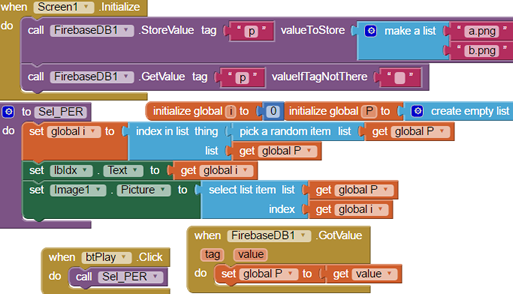 when Screen1 .Initialize
do call FirebaseDB1 .StoreValue tag " p " valueToStore make a list " a.png "
" b.png "
call FirebaseDB1 .GetValue tag " p " valueIfTagNotThere " "
to Sel_PER
do set global i to index in list thing pick a random item list get global P
list get global P
set lbIdx . Text to get global i
set Image1 . Picture to select list item list get global P
index get global i
initialize global i to 0
initialize global P to create empty list
when btPlay .Click
do call Sel_PER
when FirebaseDB1 .GotValue
tag value
do set global P to get value